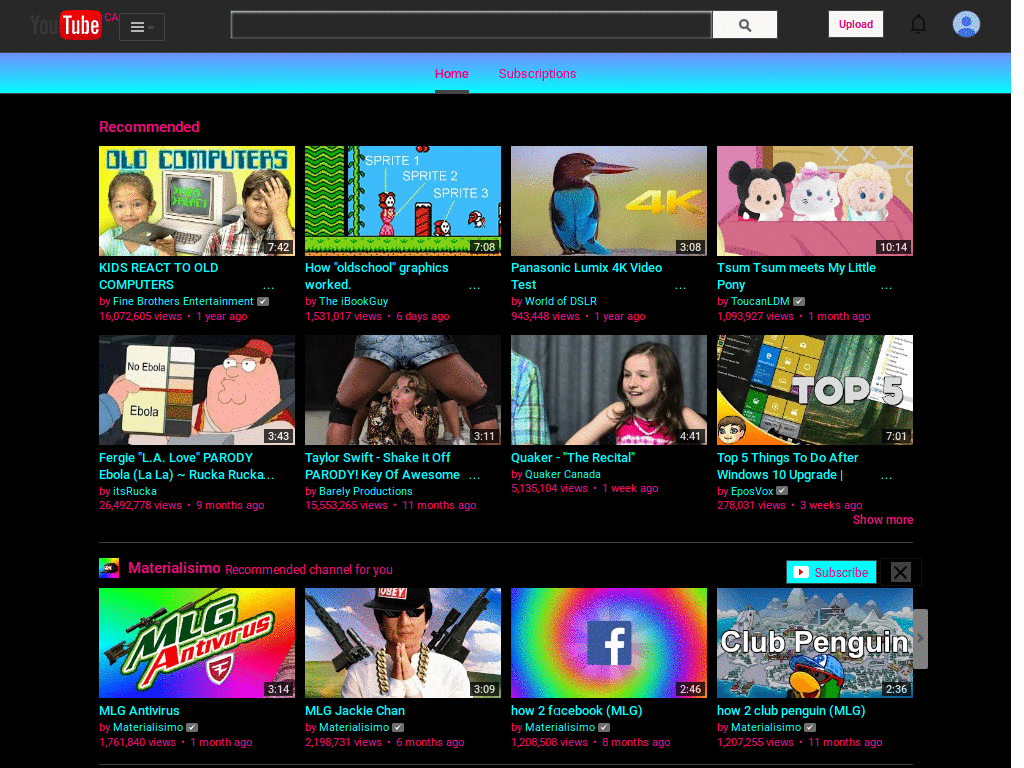 YouTube CA
Upload
Home Subscriptions
Recommended
OLD COMPUTERS
7:42
SPRITE 1
SPRITE 2
SPRITE 3
7:08
4K
3:08
10:14
KIDS REACT TO OLD
COMPUTERS ...
by Fine Brothers Entertainment
16,072,605 views • 1 year ago
How "oldschool" graphics
worked. ...
by The iBookGuy
1,531,017 views • 6 days ago
Panasonic Lumix 4K Video
Test ...
by World of DSLR
943,448 views • 1 year ago
Tsum Tsum meets My Little
Pony ...
by ToucanLDM
1,093,927 views • 1 month ago
No Ebola
Ebola
3:43
3:11
4:41
TOP 5
7:01
Fergie "L.A. Love" PARODY
Ebola (La La) ~ Rucka Rucka...
by itsRucka
26,492,778 views • 9 months ago
Taylor Swift - Shake it Off
PARODY! Key Of Awesome ...
by Barely Productions
15,553,265 views • 11 months ago
Quaker - "The Recital"
by Quaker Canada
5,135,104 views • 1 week ago
Top 5 Things To Do After
Windows 10 Upgrade | ...
by EposVox
278,031 views • 3 weeks ago
Show more
Materialisimo Recommended channel for you
Subscribe
MLG
Antivirus
3:14
OBEY
3:09
f
2:46
Club Penguin
2:36
MLG Antivirus
by Materialisimo
1,761,840 views • 1 month ago
MLG Jackie Chan
by Materialisimo
2,198,731 views • 6 months ago
how 2 facebook (MLG)
by Materialisimo
1,208,508 views • 8 months ago
how 2 club penguin (MLG)
by Materialisimo
1,207,255 views • 11 months ago